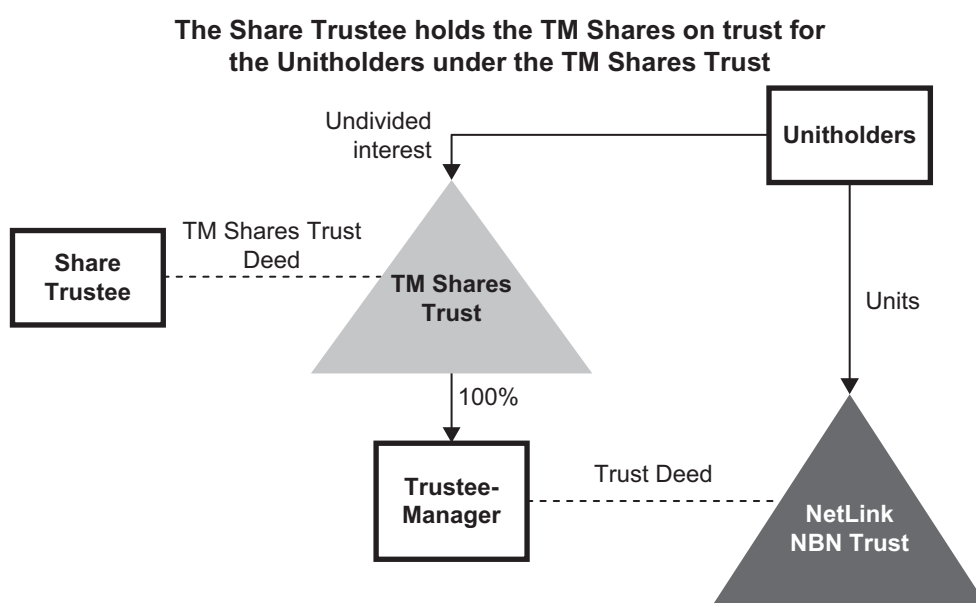 The Share Trustee holds the TM Shares on trust for
the Unitholders under the TM Shares Trust
Undivided
interest
Unitholders
TM Shares Trust
Deed
Share
Trustee
TM Shares
Trust
Units
100%
Trustee-
Manager
Trust Deed
NetLink
NBN Trust